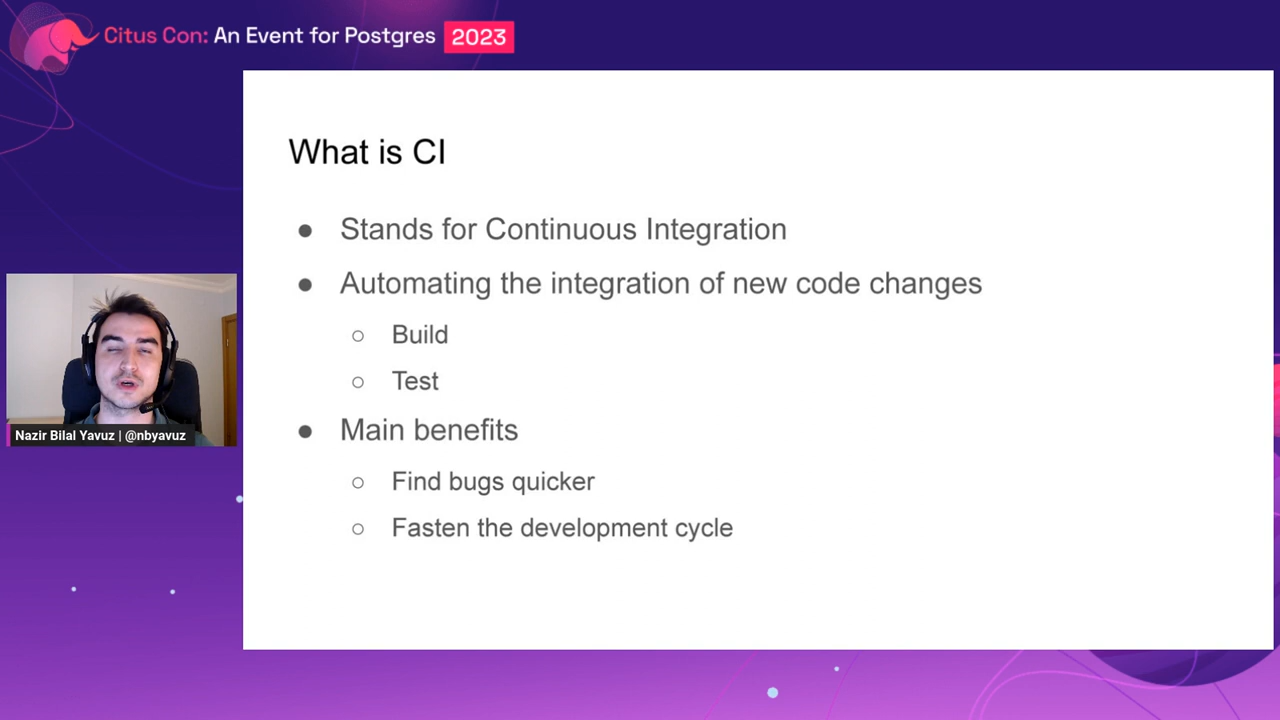 Citus Con: An Event for Postgres 2023
What is CI
● Stands for Continuous Integration
● Automating the integration of new code changes
○ Build
○ Test
● Main benefits
○ Find bugs quicker
○ Fasten the development cycle
Nazir Bilal Yavuz | @nbyavuz